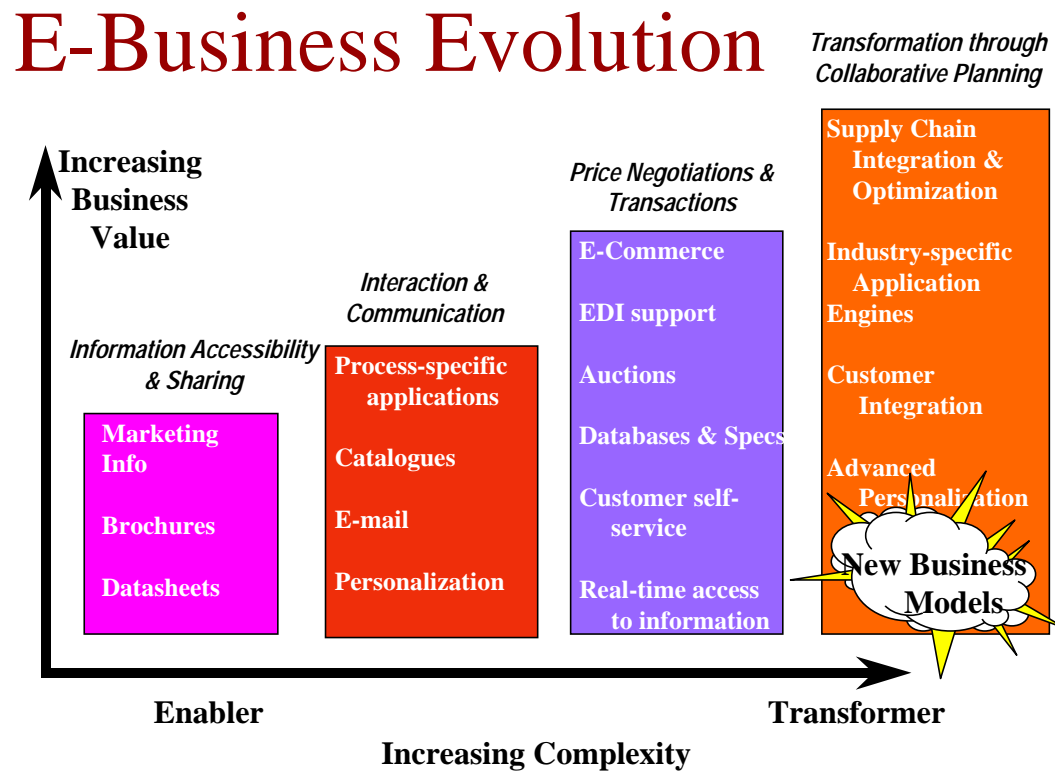 E-Business Evolution
Transformation through
Collaborative Planning
Increasing
Business
Value
Information Accessibility
& Sharing
Marketing
Info
Brochures
Datasheets
Interaction &
Communication
Process-specific
applications
Catalogues
E-mail
Personalization
Price Negotiations &
Transactions
E-Commerce
EDI support
Auctions
Databases & Specs
Customer self-
service
Real-time access
to information
Supply Chain
Integration &
Optimization
Industry-specific
Application
Engines
Customer
Integration
Advanced
Personalization
New Business
Models
Enabler
Transformer
Increasing Complexity